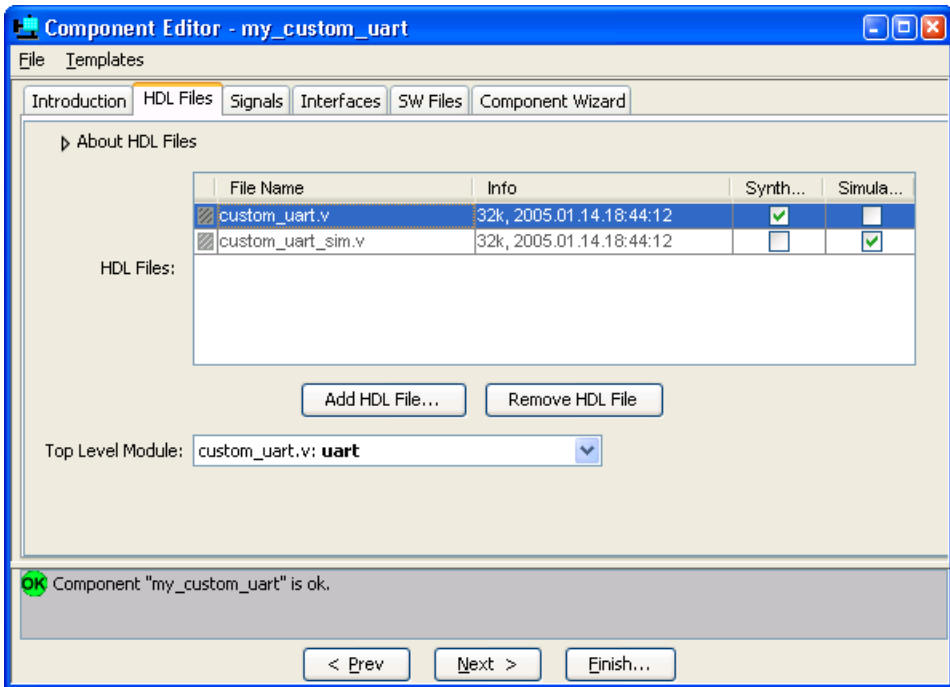 Component Editor - my_custom_uart
File Templates
Introduction HDL Files Signals Interfaces SW Files Component Wizard
About HDL Files
File Name Info Synth... Simula...
custom_uart.v 32k, 2005.01.14.18:44:12
custom_uart_sim.v 32k, 2005.01.14.18:44:12
HDL Files:
Add HDL File... Remove HDL File
Top Level Module: custom_uart.v: uart
OK Component "my_custom_uart" is ok.
< Prev Next > Finish...